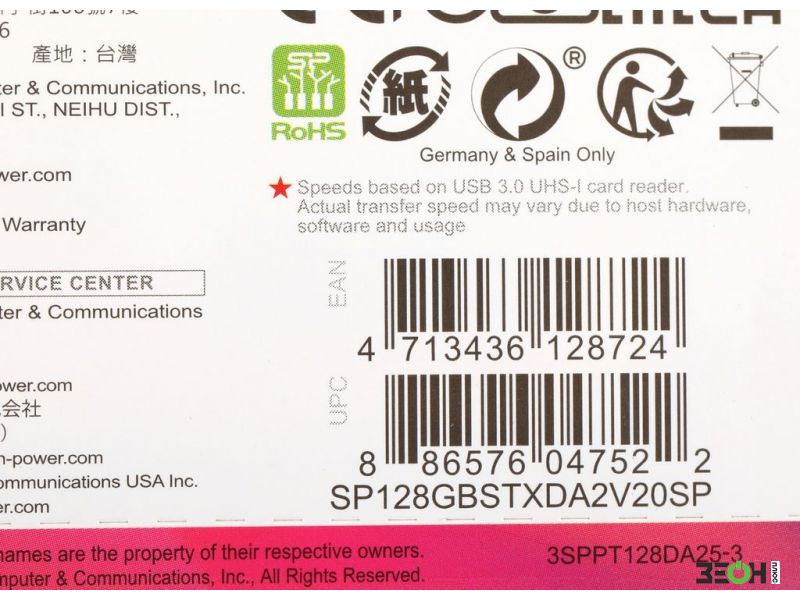 6
產地：台灣
ter & Communications, Inc.
I ST., NEIHU DIST.,
SP
RoHS
紙
®
Germany & Spain Only
wer.com
★ Speeds based on USB 3.0 UHS-I card reader.
Actual transfer speed may vary due to host hardware,
software and usage
Warranty
RVICE CENTER
ter & Communications
EAN
4 713436 128724
ower.com
會社
)
UPC
n-power.com
8 86576 04752 2
ommunications USA Inc.
er.com
SP128GBSTXDA2V20SP
names are the property of their respective owners.
mputer & Communications, Inc., All Rights Reserved.
3SPPT128DA25-3
ЗЕОН
плюс